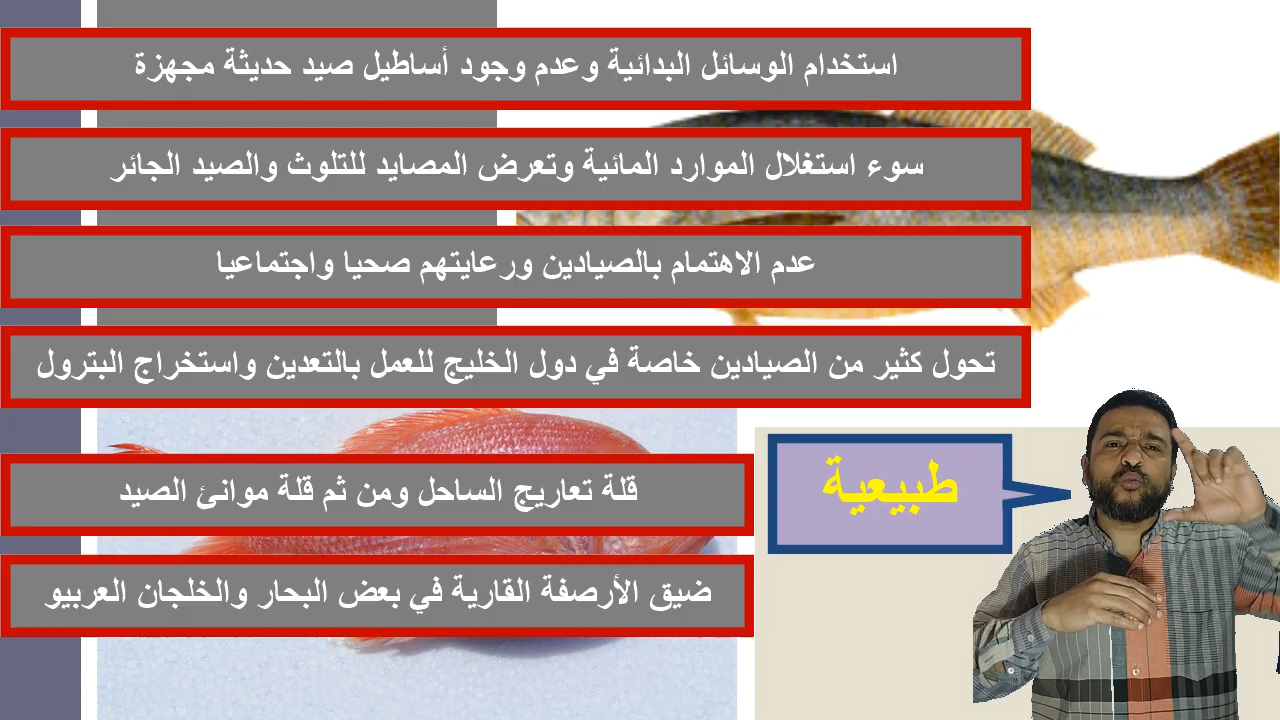 استخدام الوسائل البدائية وعدم وجود أساطيل صيد حديثة مجهزة
سوء استغلال الموارد المائية وتعرض المصايد للتلوث والصيد الجائر
عدم الاهتمام بالصيادين ورعايتهم صحيا واجتماعيا
تحول كثير من الصيادين خاصة في دول الخليج للعمل بالتعدين واستخراج البترول
طبيعية
قلة تعاريج الساحل ومن ثم قلة موانئ الصيد
ضيق الأرصفة القارية في بعض البحار والخلجان العربيو